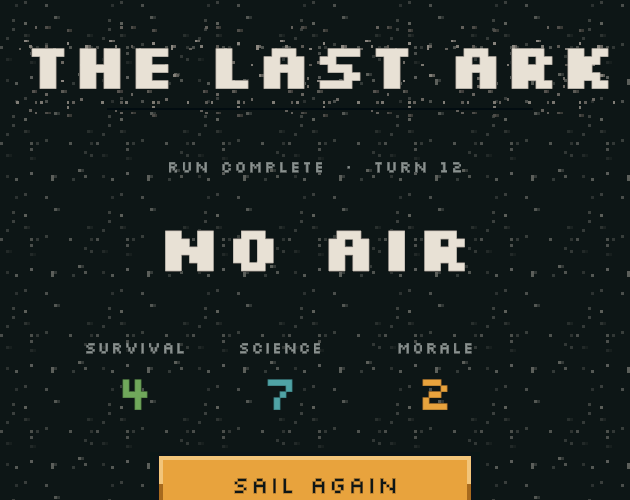 THE LAST ARK
RUN COMPLETE · TURN 12
NO AIR
SURVIVAL SCIENCE MORALE
4 7 2
SAIL AGAIN